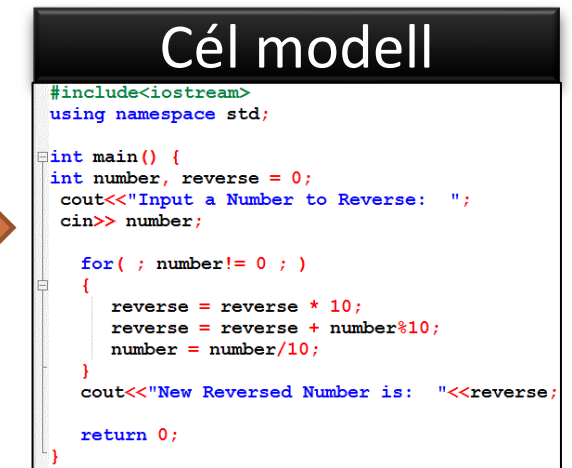 Cél modell
#include<iostream>
using namespace std;
int main() {
int number, reverse = 0;
cout<<"Input a Number to Reverse:  ";
cin>> number;
for( ; number!= 0 ; )
{
reverse = reverse * 10;
reverse = reverse + number%10;
number = number/10;
}
cout<<"New Reversed Number is:  "<<reverse;
return 0;
}